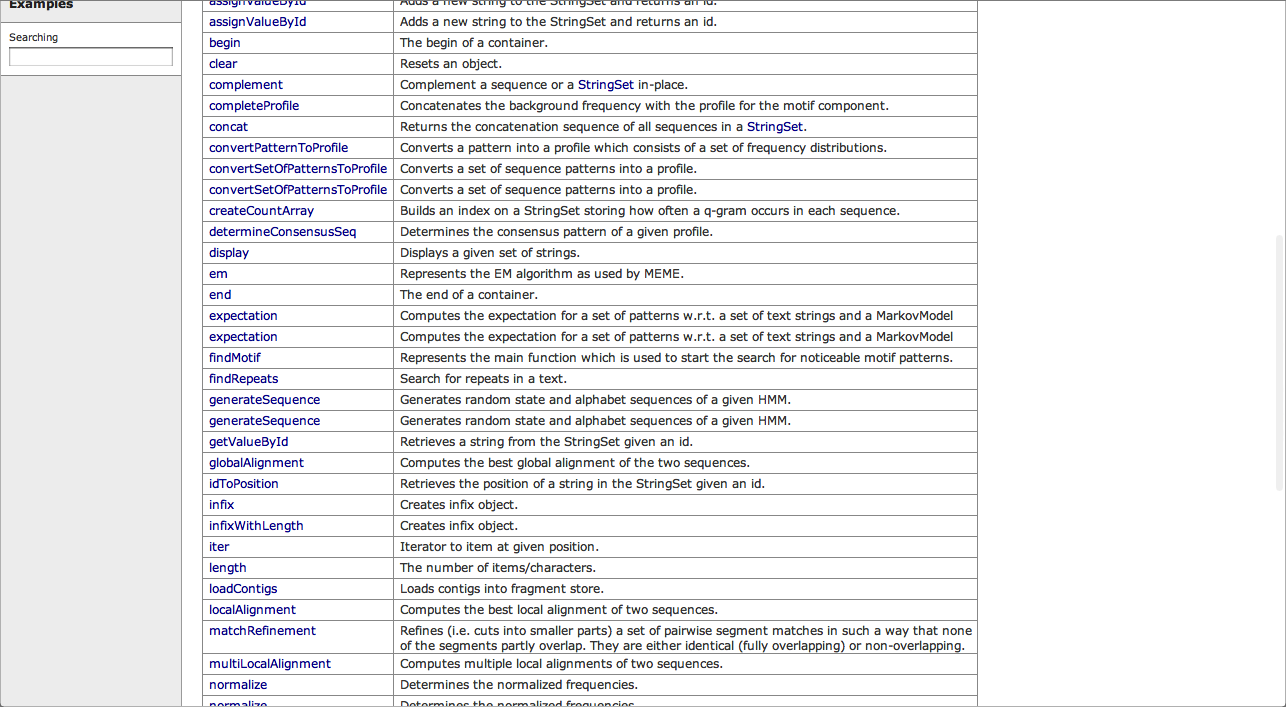 Examples
Searching
assignValueById Adds a new string to the StringSet and returns an id.
assignValueById Adds a new string to the StringSet and returns an id.
begin The begin of a container.
clear Resets an object.
complement Complement a sequence or a StringSet in-place.
completeProfile Concatenates the background frequency with the profile for the motif component.
concat Returns the concatenation sequence of all sequences in a StringSet.
convertPatternToProfile Converts a pattern into a profile which consists of a set of frequency distributions.
convertSetOfPatternsToProfile Converts a set of sequence patterns into a profile.
convertSetOfPatternsToProfile Converts a set of sequence patterns into a profile.
createCountArray Builds an index on a StringSet storing how often a q-gram occurs in each sequence.
determineConsensusSeq Determines the consensus pattern of a given profile.
display Displays a given set of strings.
em Represents the EM algorithm as used by MEME.
end The end of a container.
expectation Computes the expectation for a set of patterns w.r.t. a set of text strings and a MarkovModel
expectation Computes the expectation for a set of patterns w.r.t. a set of text strings and a MarkovModel
findMotif Represents the main function which is used to start the search for noticeable motif patterns.
findRepeats Search for repeats in a text.
generateSequence Generates random state and alphabet sequences of a given HMM.
generateSequence Generates random state and alphabet sequences of a given HMM.
getValueById Retrieves a string from the StringSet given an id.
globalAlignment Computes the best global alignment of the two sequences.
idToPosition Retrieves the position of a string in the StringSet given an id.
infix Creates infix object.
infixWithLength Creates infix object.
iter Iterator to item at given position.
length The number of items/characters.
loadContigs Loads contigs into fragment store.
localAlignment Computes the best local alignment of two sequences.
matchRefinement Refines (i.e. cuts into smaller parts) a set of pairwise segment matches in such a way that none
of the segments partly overlap. They are either identical (fully overlapping) or non-overlapping.
multiLocalAlignment Computes multiple local alignments of two sequences.
normalize Determines the normalized frequencies.
normalize Determines the normalized frequencies.